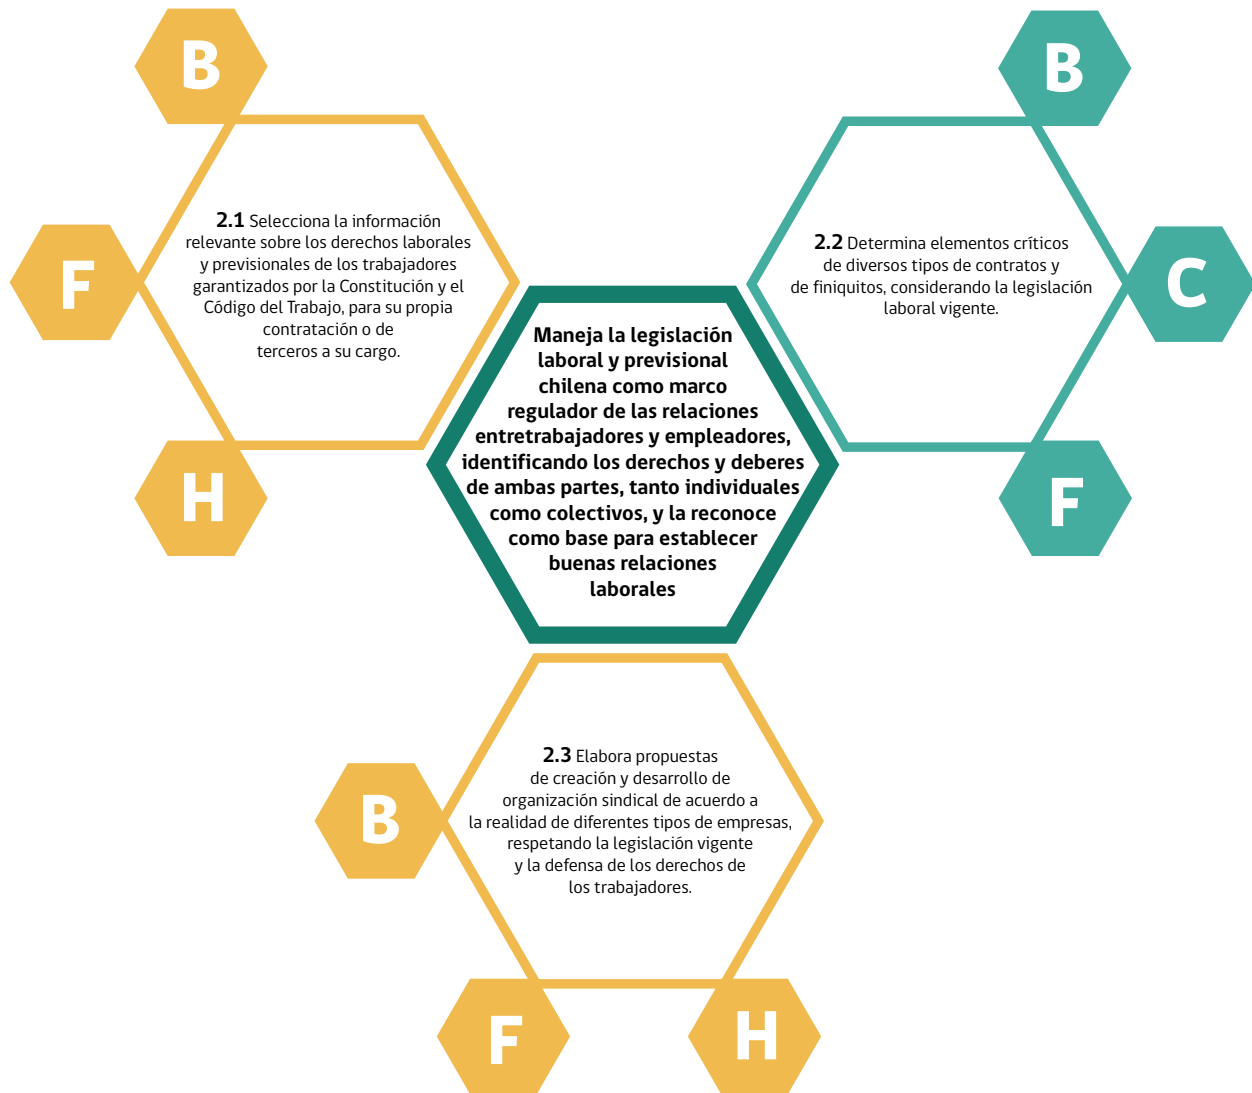 B
F
H
2.1 Selecciona la información
relevante sobre los derechos laborales
y previsionales de los trabajadores
garantizados por la Constitución y el
Código del Trabajo, para su propia
contratación o de
terceros a su cargo.
B
C
F
2.2 Determina elementos críticos
de diversos tipos de contratos y
de finiquitos, considerando la legislación
laboral vigente.
Maneja la legislación
laboral y previsional
chilena como marco
regulador de las relaciones
entretrabajadores y empleadores,
identificando los derechos y deberes
de ambas partes, tanto individuales
como colectivos, y la reconoce
como base para establecer
buenas relaciones
laborales
2.3 Elabora propuestas
de creación y desarrollo de
organización sindical de acuerdo a
la realidad de diferentes tipos de empresas,
respetando la legislación vigente
y la defensa de los derechos de
los trabajadores.
B
F
H